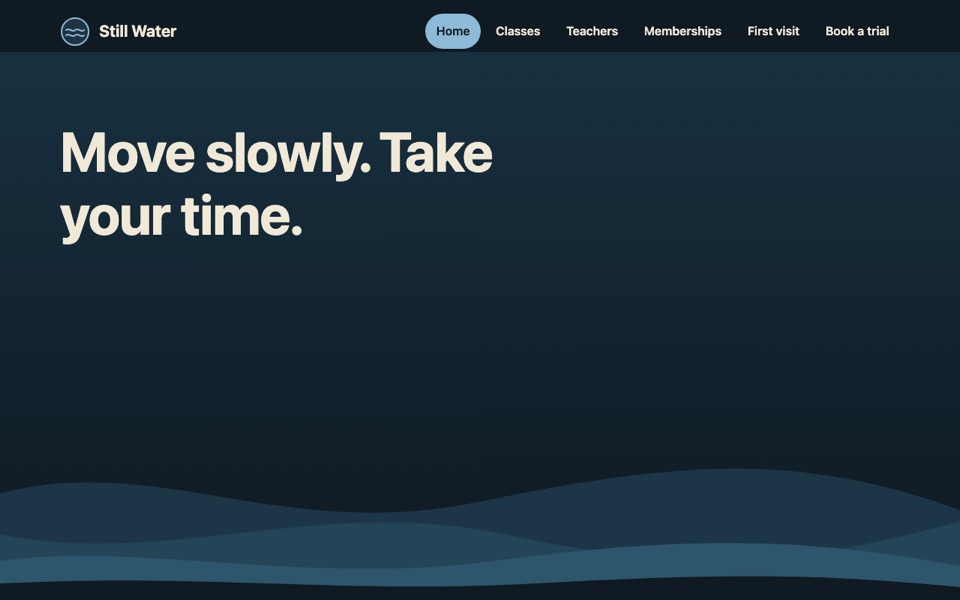 Still Water
Home
Classes
Teachers
Memberships
First visit
Book a trial
Move slowly. Take
your time.